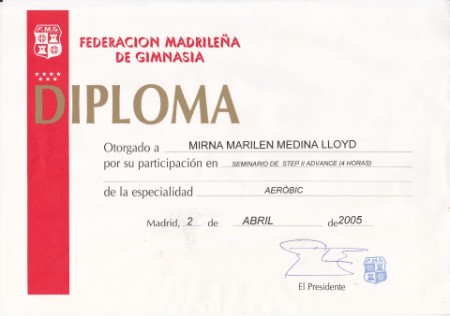 F.M.G
FEDERACION MADRILEÑA
DE GIMNASIA
DIPLOMA
Otorgado a MIRNA MARILEN MEDINA LLOYD
por su participación en SEMINARIO DE STEP II ADVANCE (4 HORAS)
de la especialidad AERÓBIC
Madrid, 2 de ABRIL de 2005
F.M.G
El Presidente